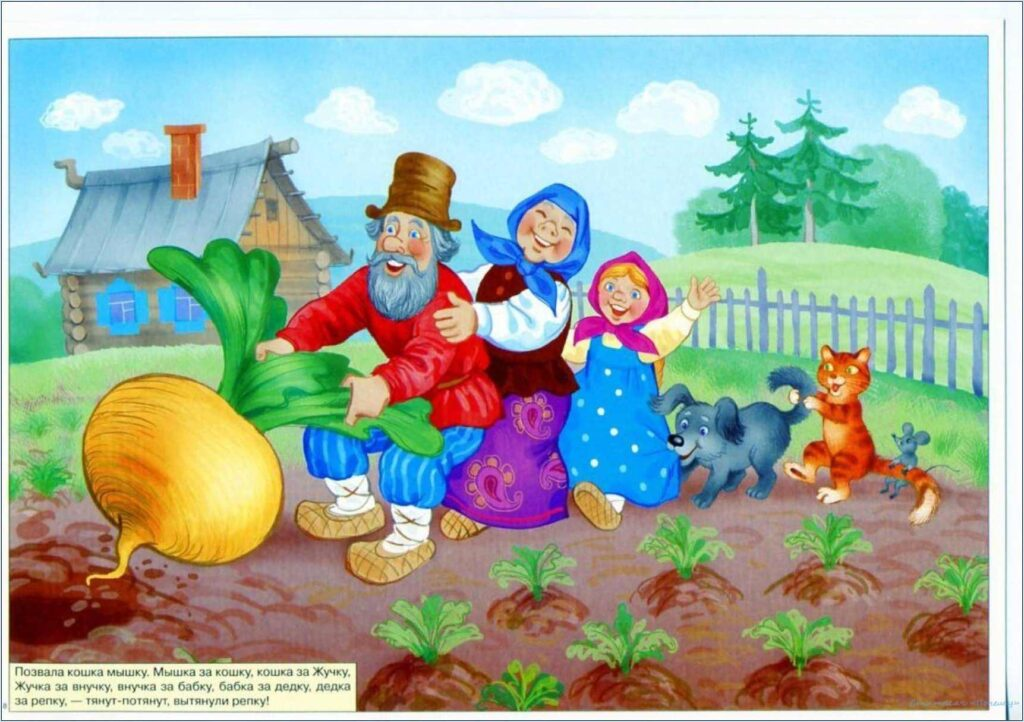 Позвала кошка мышку. Мышка за кошку, кошка за Жучку,
Жучка за внучку, внучка за бабку, бабка за дедку, дедка
за репку, — тянут-потянут, вытянули репку!
8